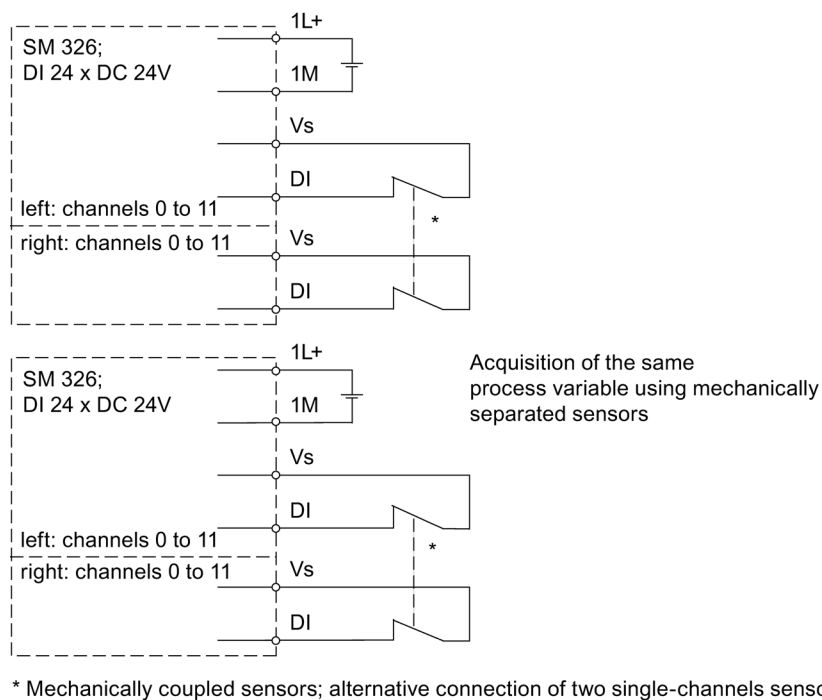 1L+
SM 326;
DI 24 x DC 24V
1M
Vs
DI
left: channels 0 to 11
*
right: channels 0 to 11
Vs
DI
1L+
SM 326;
DI 24 x DC 24V
1M
Acquisition of the same
process variable using mechanically
separated sensors
Vs
DI
left: channels 0 to 11
*
right: channels 0 to 11
Vs
DI
* Mechanically coupled sensors; alternative connection of two single-channels